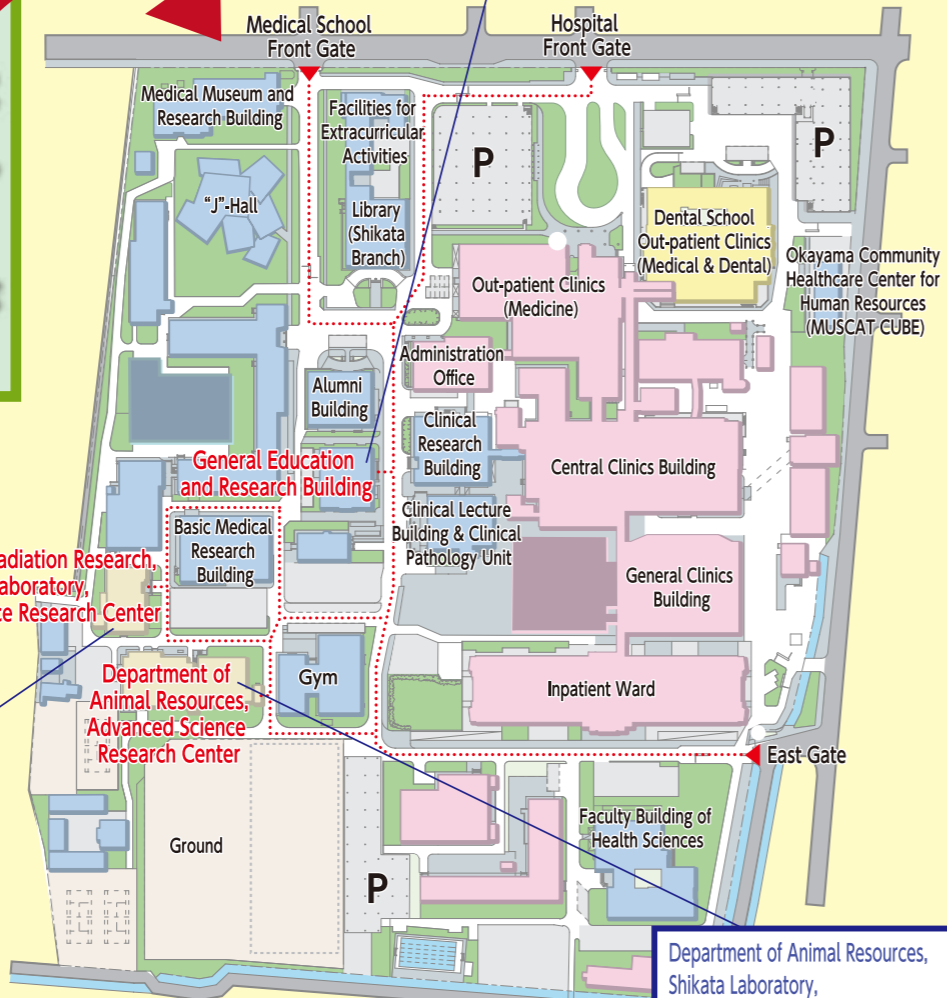 Medical School
Front Gate
Hospital
Front Gate
Medical Museum and
Research Building
Facilities for
Extracurricular
Activities
P
P
"J"-Hall
Library
(Shikata
Branch)
Dental School
Out-patient Clinics
(Medical & Dental)
Okayama Community
Healthcare Center for
Human Resources
(MUSCAT CUBE)
Out-patient Clinics
(Medicine)
Administration
Office
Alumni
Building
Clinical
Research
Building
General Education
and Research Building
Central Clinics Building
Clinical Lecture
Building & Clinical
Pathology Unit
Basic Medical
Research
Building
adiation Research,
aboratory,
ce Research Center
General Clinics
Building
Department of
Animal Resources,
Advanced Science
Research Center
Gym
Inpatient Ward
East Gate
Ground
Faculty Building of
Health Sciences
P
Department of Animal Resources,
Shikata Laboratory,